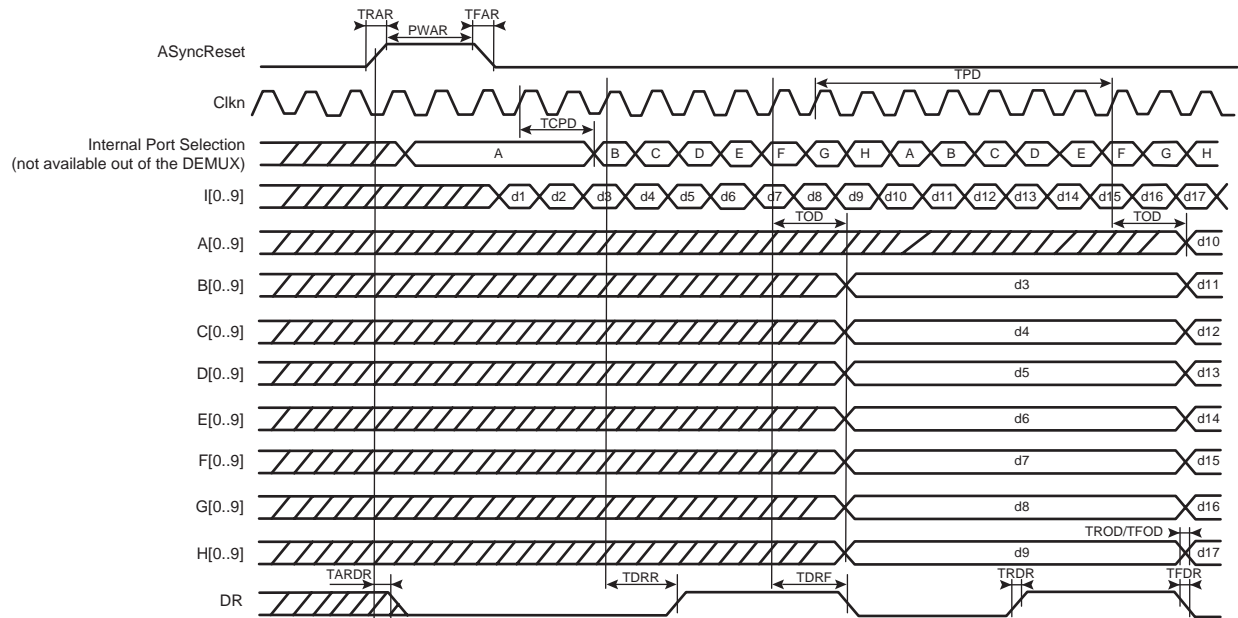 TRAR TFAR
PWAR
ASyncReset
TPD
Clkn
TCPD
Internal Port Selection
(not available out of the DEMUX)
A B C D E F G H A B C D E F G H
I[0..9] d1 d2 d3 d4 d5 d6 d7 d8 d9 d10 d11 d12 d13 d14 d15 d16 d17
TOD TOD
A[0..9] d10
B[0..9] d3 d11
C[0..9] d4 d12
D[0..9] d5 d13
E[0..9] d6 d14
F[0..9] d7 d15
G[0..9] d8 d16
TROD/TFOD
H[0..9] d9 d17
TARDR TDRR TDRF TRDR TFDR
DR